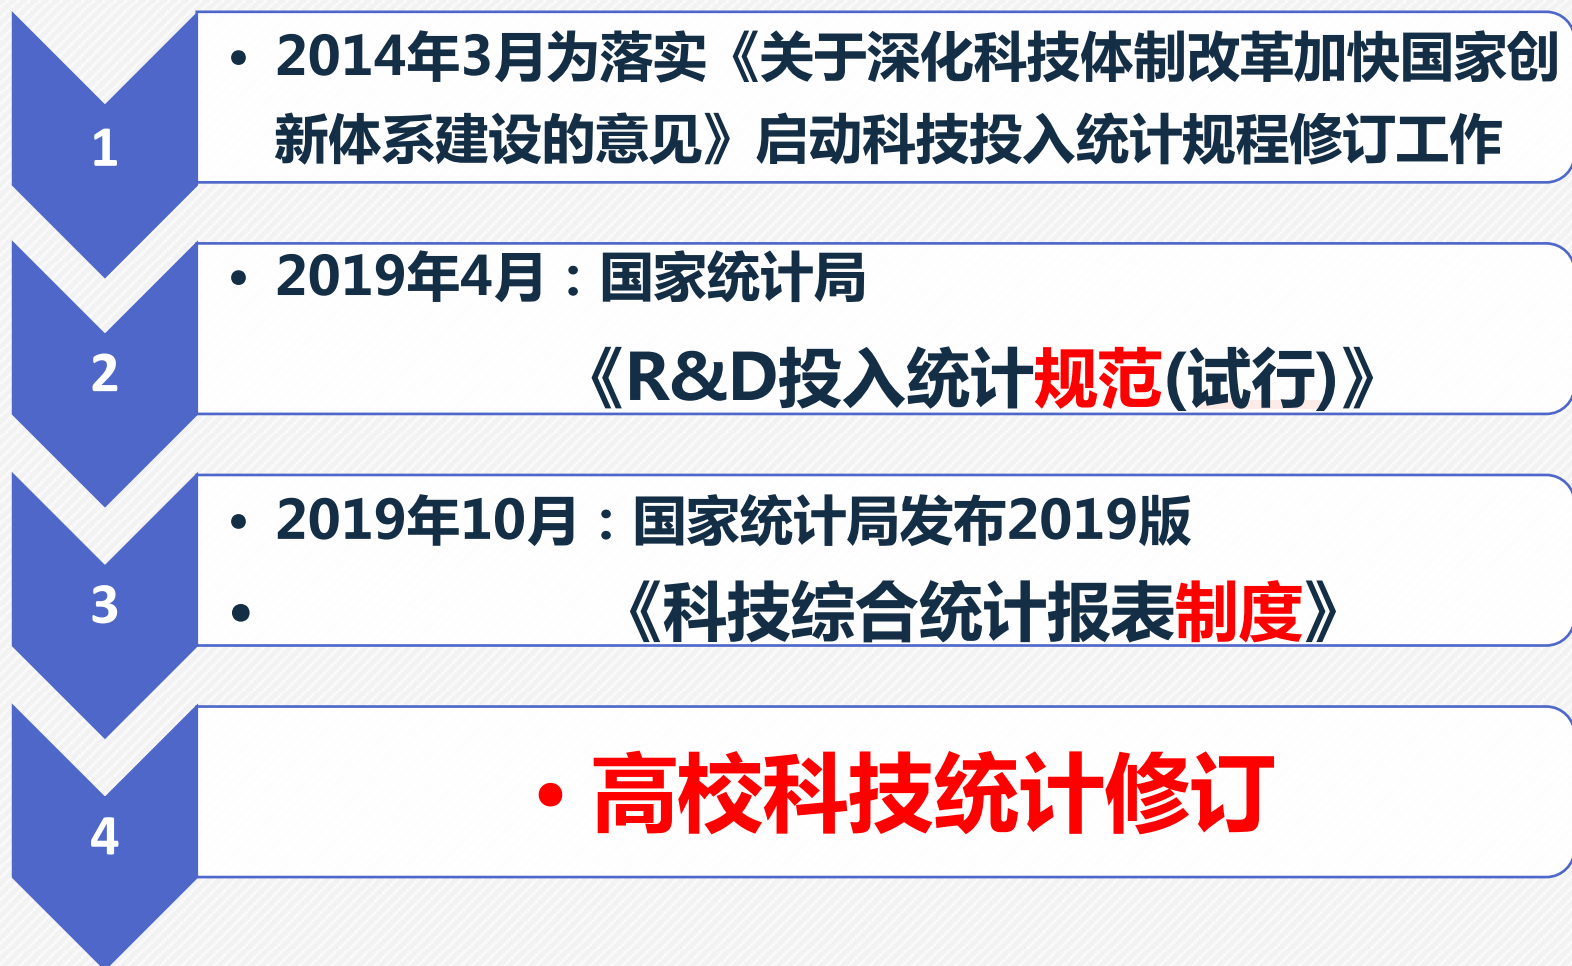 1
• 2014年3月为落实《关于深化科技体制改革加快国家创
新体系建设的意见》启动科技投入统计规程修订工作
2
• 2019年4月：国家统计局
《R&D投入统计规范(试行)》
3
• 2019年10月：国家统计局发布2019版
• 《科技综合统计报表制度》
4
• 高校科技统计修订